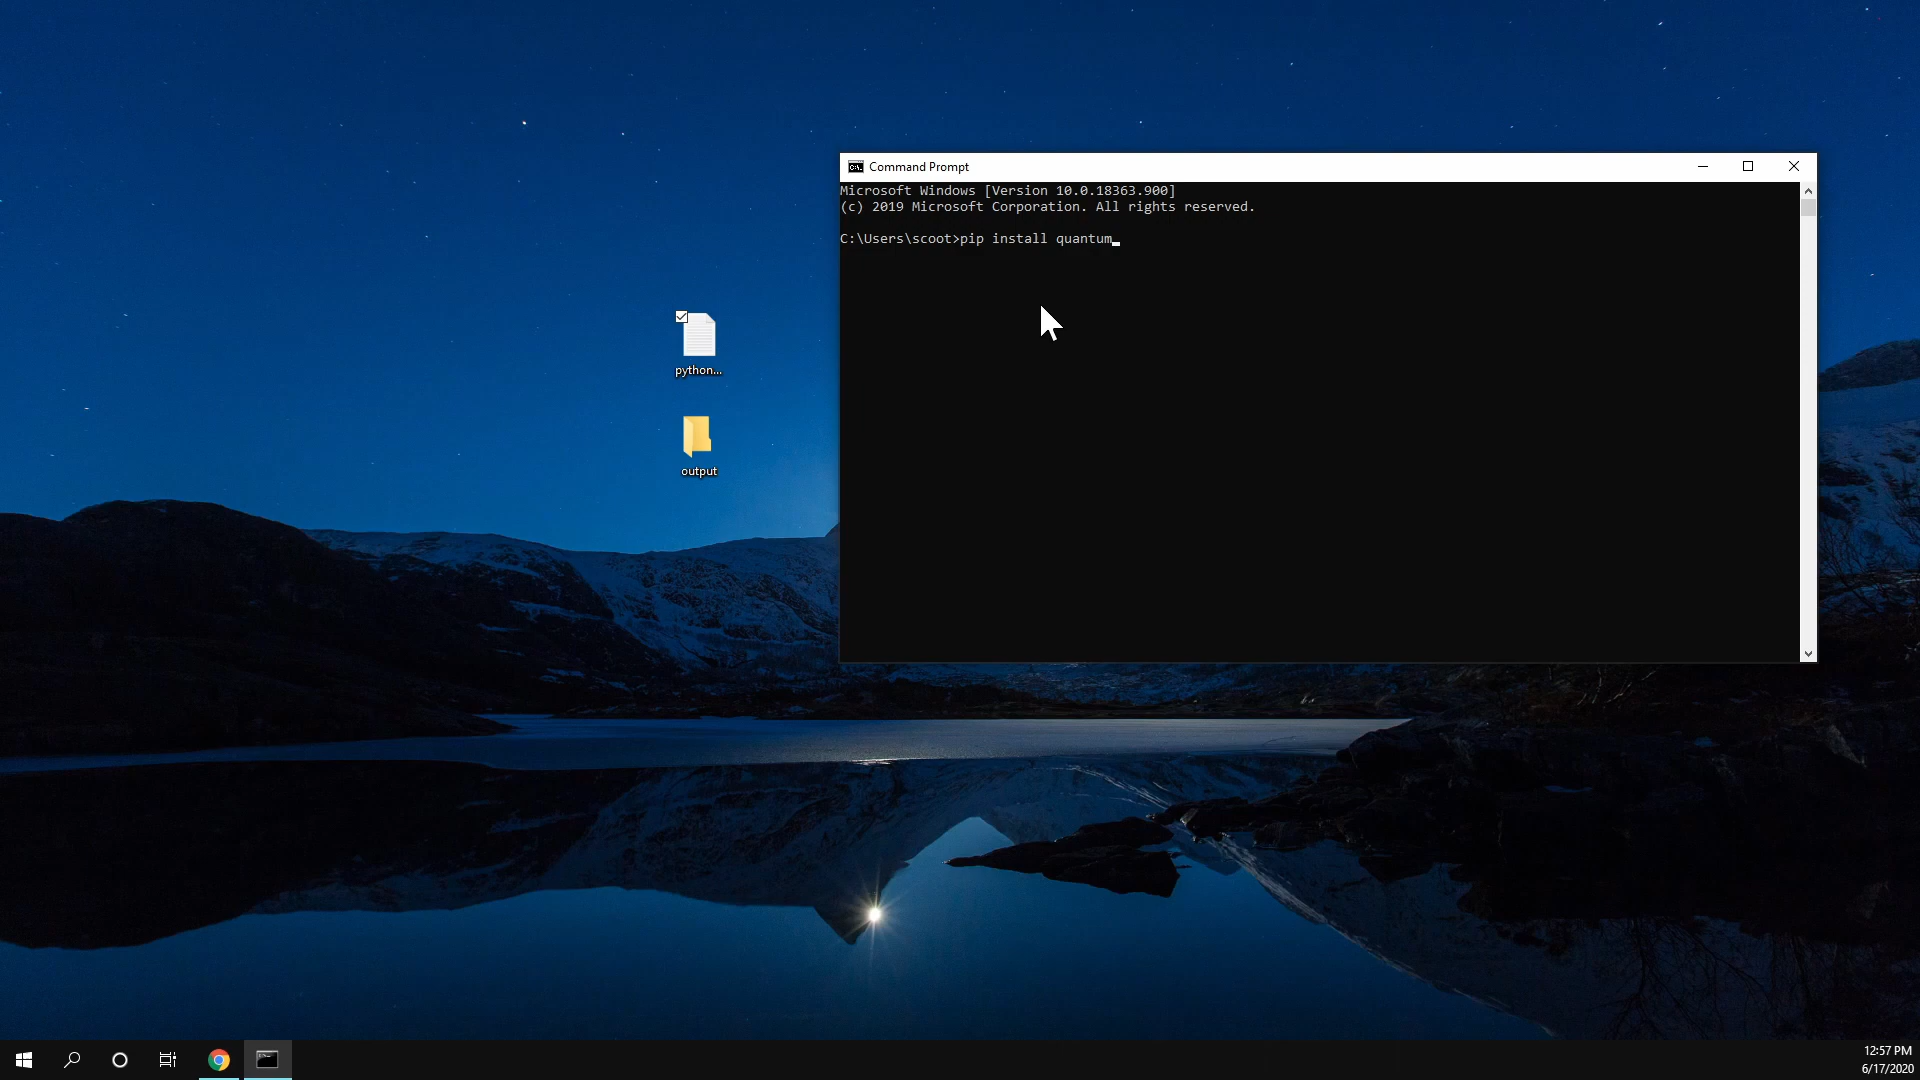 Command Prompt
Microsoft Windows [Version 10.0.18363.900]
(c) 2019 Microsoft Corporation. All rights reserved.
C:\Users\scoot>pip install quantum
python...
output
12:57 PM
6/17/2020